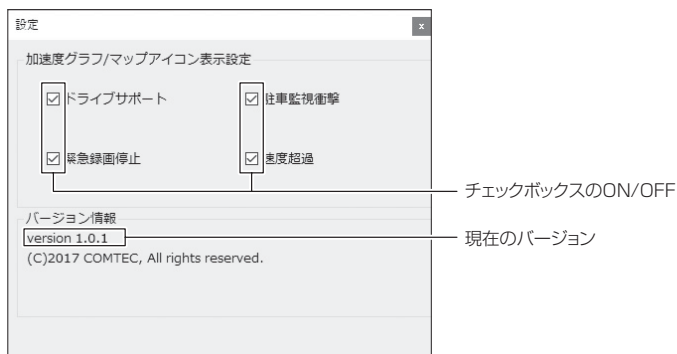 設定
x
加速度グラフ/マップアイコン表示設定
ドライブサポート 駐車監視衝撃
緊急録画停止 速度超過
チェックボックスのON/OFF
バージョン情報
version 1.0.1
現在のバージョン
(C)2017 COMTEC, All rights reserved.